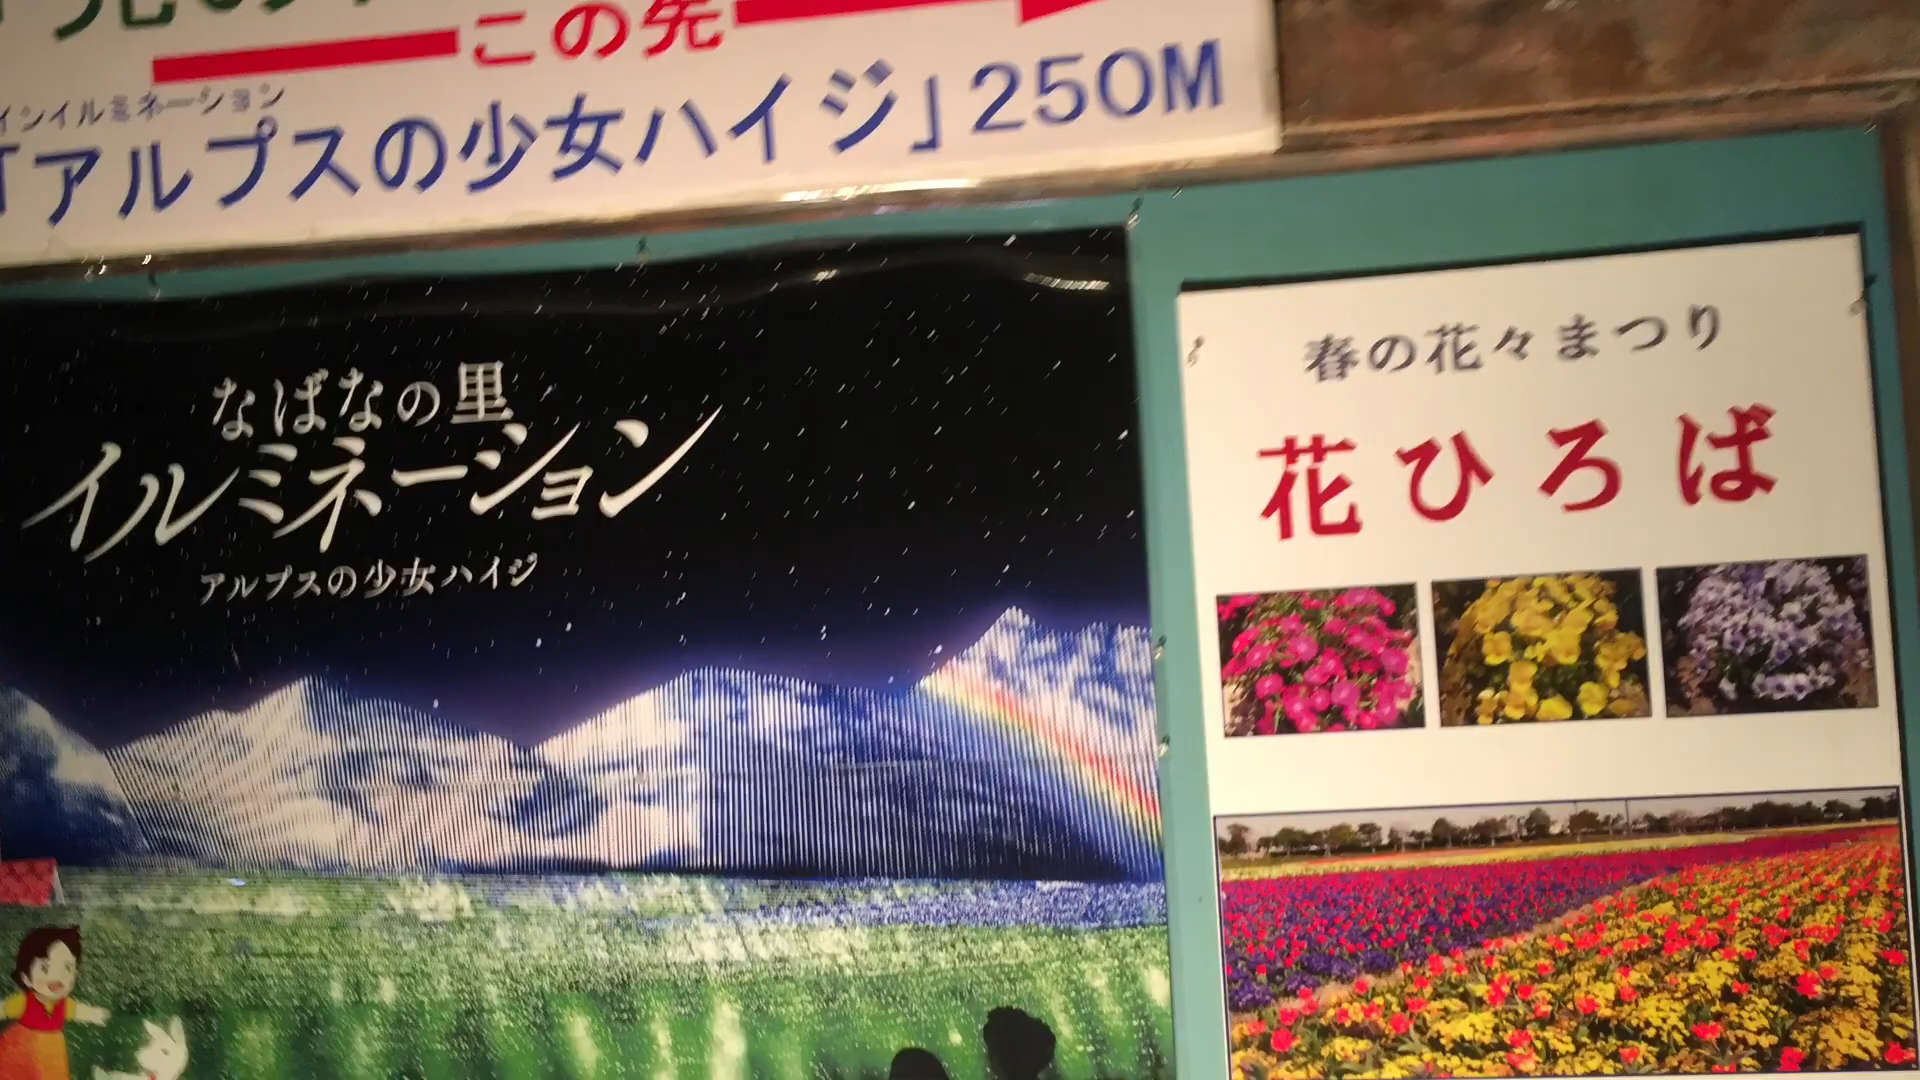 この先
インイルミネーション
「アルプスの少女ハイジ」250M
なばなの里
イルミネーション
アルプスの少女ハイジ
春の花々まつり
花ひろば